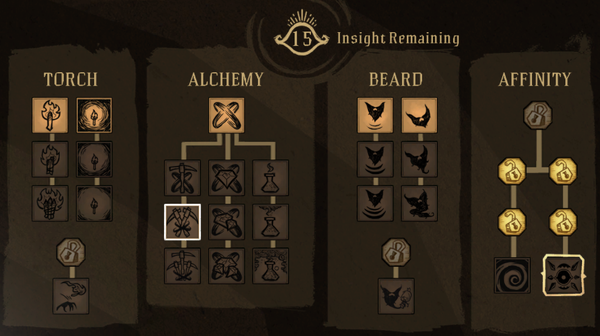 15 Insight Remaining
TORCH
ALCHEMY
BEARD
AFFINITY